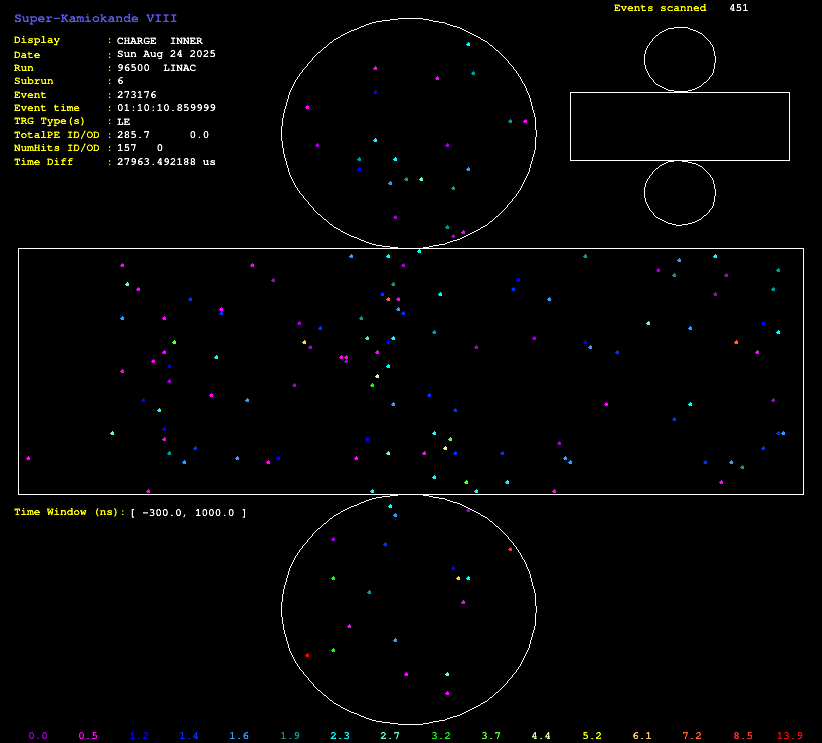 Super-Kamiokande VIII
Events scanned 451
Display : CHARGE INNER
Date : Sun Aug 24 2025
Run : 96500 LINAC
Subrun : 6
Event : 273176
Event time : 01:10:10.859999
TRG Type(s) : LE
TotalPE ID/OD : 285.7 0.0
NumHits ID/OD : 157 0
Time Diff : 27963.492188 us
Time Window (ns): [ -300.0, 1000.0 ]
0.0 0.5 1.2 1.4 1.6 1.9 2.3 2.7 3.2 3.7 4.4 5.2 6.1 7.2 8.5 13.9